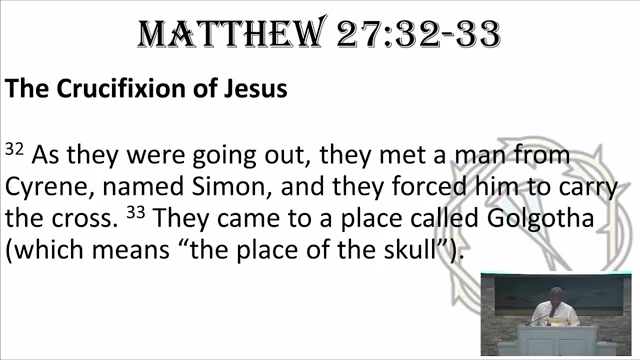 MATTHEW 27:32-33
The Crucifixion of Jesus
32 As they were going out, they met a man from
Cyrene, named Simon, and they forced him to carry
the cross. 33 They came to a place called Golgotha
(which means “the place of the skull”).